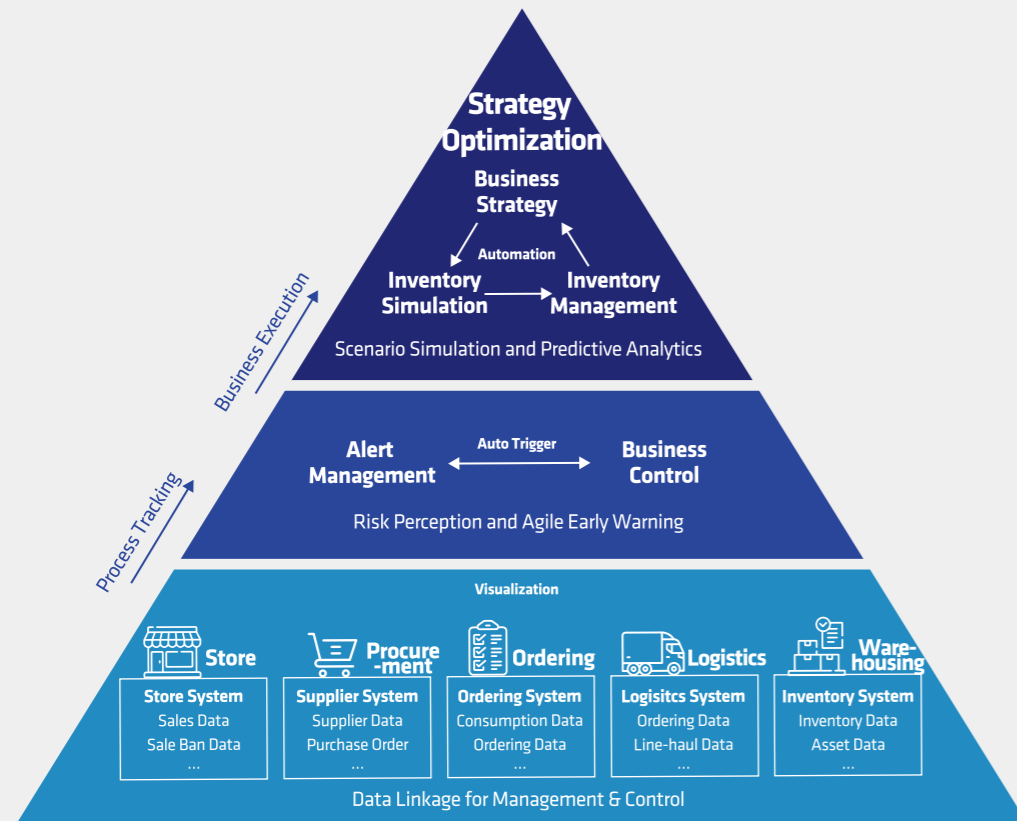 Strategy
Optimization
Business
Strategy
Automation
Inventory
Simulation
Inventory
Management
Scenario Simulation and Predictive Analytics
Business Execution
Alert
Management
Auto Trigger
Business
Control
Risk Perception and Agile Early Warning
Process Tracking
Visualization
Store
Procure
-ment
Ordering
Logistics
Ware-
housing
Store System
Sales Data
Sale Ban Data
...
Supplier System
Supplier Data
Purchase Order
...
Ordering System
Consumption Data
Ordering Data
...
Logisitcs System
Ordering Data
Line-haul Data
...
Inventory System
Inventory Data
Asset Data
...
Data Linkage for Management & Control